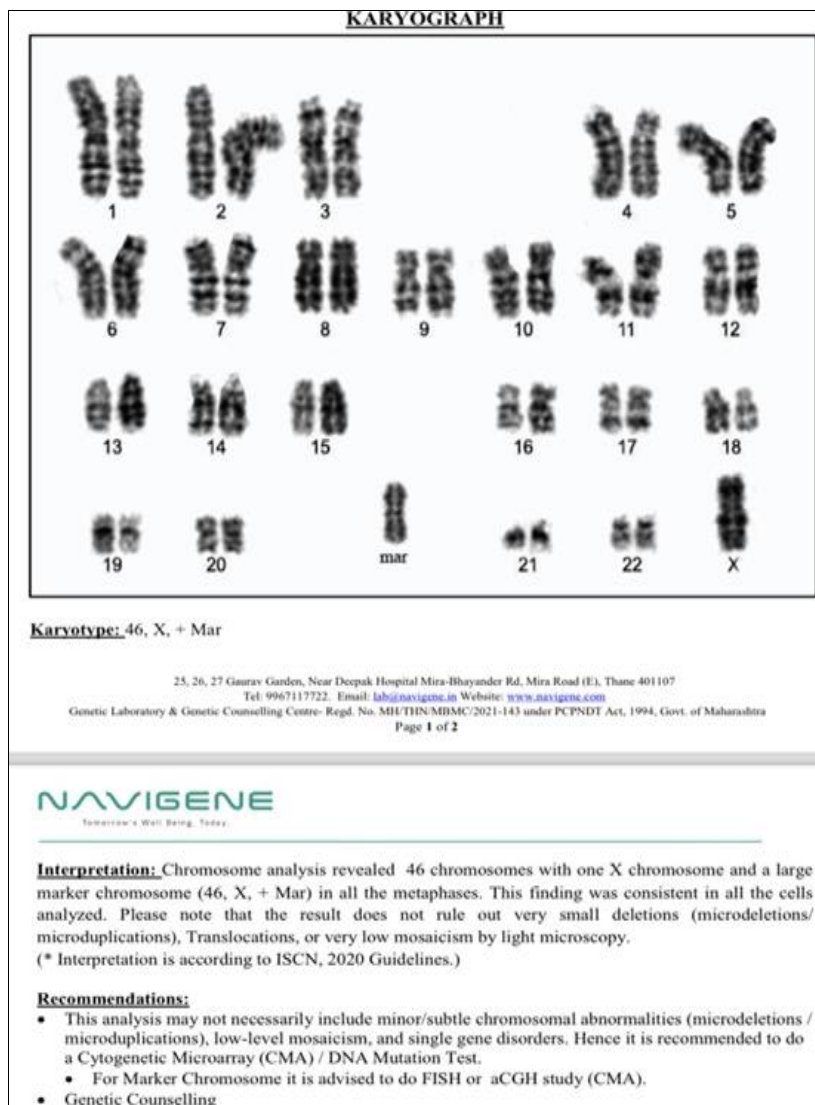 KARYOGRAPH
1 2 3 4 5
6 7 8 9 10 11 12
13 14 15 16 17 18
mar
19 20 21 22 X
Karyotype: 46, X, + Mar
25, 26, 27 Gaurav Garden, Near Deepak Hospital Mira-Bhayander Rd, Mira Road (E), Thane 401107
Tel: 9967117722. Email: lab@navigene.in Website: www.navigene.com
Genetic Laboratory & Genetic Counselling Centre- Regd. No. MH/THN/MBMC/2021-143 under PCPNDT Act, 1994, Govt. of Maharashtra
Page 1 of 2
NAVIGENE
Tomorrow's Well Being, Today.
Interpretation: Chromosome analysis revealed 46 chromosomes with one X chromosome and a large
marker chromosome (46, X, + Mar) in all the metaphases. This finding was consistent in all the cells
analyzed. Please note that the result does not rule out very small deletions (microdeletions/
microduplications), Translocations, or very low mosaicism by light microscopy.
(* Interpretation is according to ISCN, 2020 Guidelines.)
Recommendations:
• This analysis may not necessarily include minor/subtle chromosomal abnormalities (microdeletions /
microduplications), low-level mosaicism, and single gene disorders. Hence it is recommended to do
a Cytogenetic Microarray (CMA) / DNA Mutation Test.
• For Marker Chromosome it is advised to do FISH or aCGH study (CMA).
• Genetic Counselling